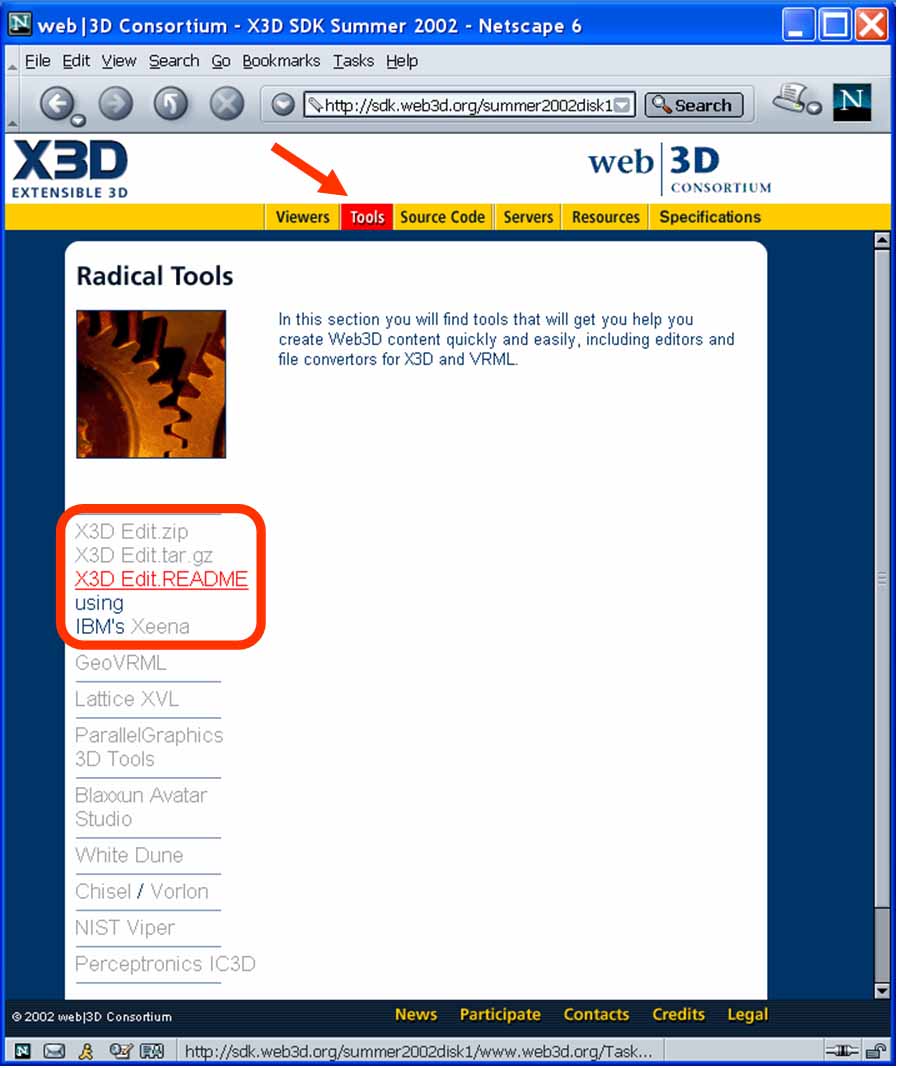 web|3D Consortium - X3D SDK Summer 2002 - Netscape 6
File Edit View Search Go Bookmarks Tasks Help
http://sdk.web3d.org/summer2002disk1
Search
N
X3D
EXTENSIBLE 3D
web 3D
CONSORTIUM
Viewers Tools Source Code Servers Resources Specifications
Radical Tools
In this section you will find tools that will get you help you
create Web3D content quickly and easily, including editors and
file convertors for X3D and VRML.
X3D Edit.zip
X3D Edit.tar.gz
X3D Edit.README
using
IBM's Xeena
GeoVRML
Lattice XVL
ParallelGraphics
3D Tools
Blaxxun Avatar
Studio
White Dune
Chisel / Vorlon
NIST Viper
Perceptronics IC3D
© 2002 web|3D Consortium
News Participate Contacts Credits Legal
http://sdk.web3d.org/summer2002disk1/www.web3d.org/Task...